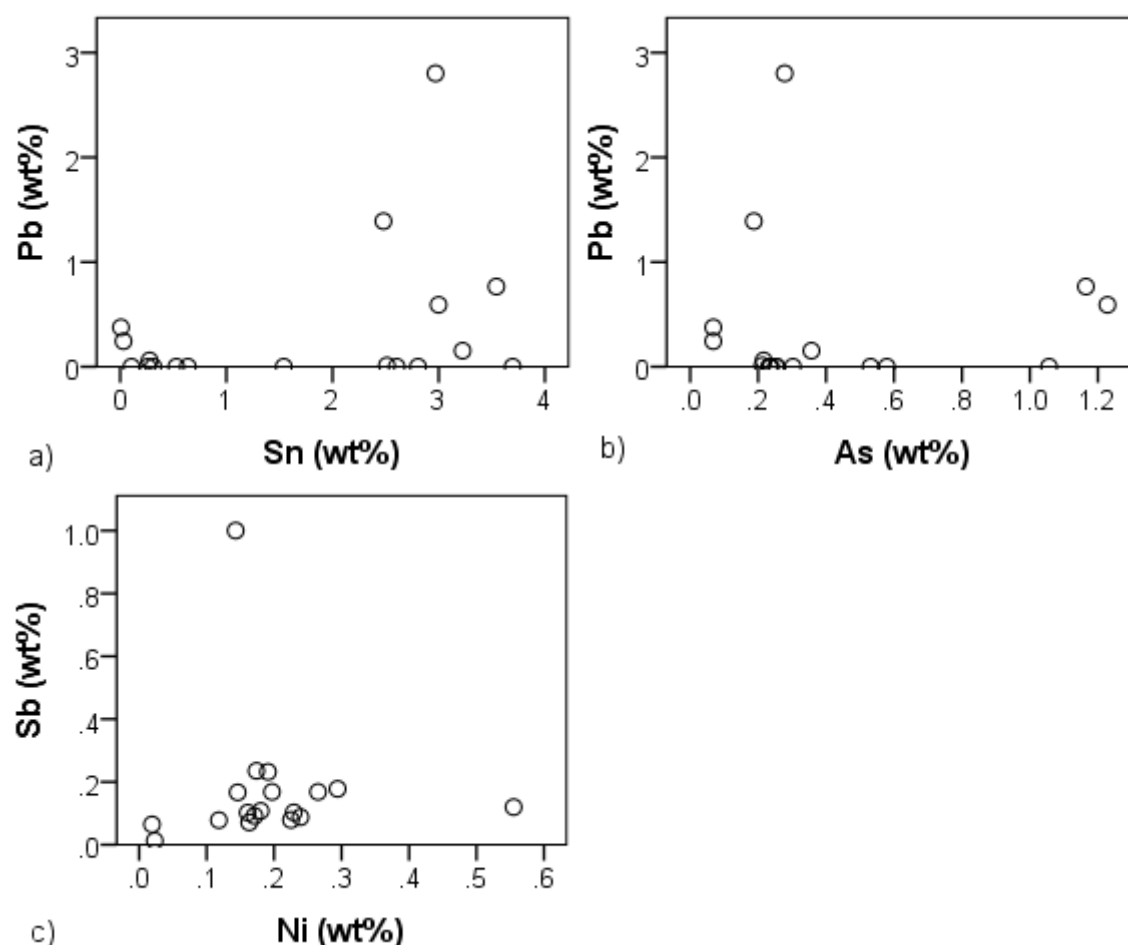 3
2
1
0
Pb (wt%)
0 1 2 3 4
Sn (wt%)
a)
3
2
1
0
Pb (wt%)
.0 .2 .4 .6 .8 1.0 1.2
As (wt%)
b)
1.0
.8
.6
.4
.2
.0
Sb (wt%)
.0 .1 .2 .3 .4 .5 .6
Ni (wt%)
c)